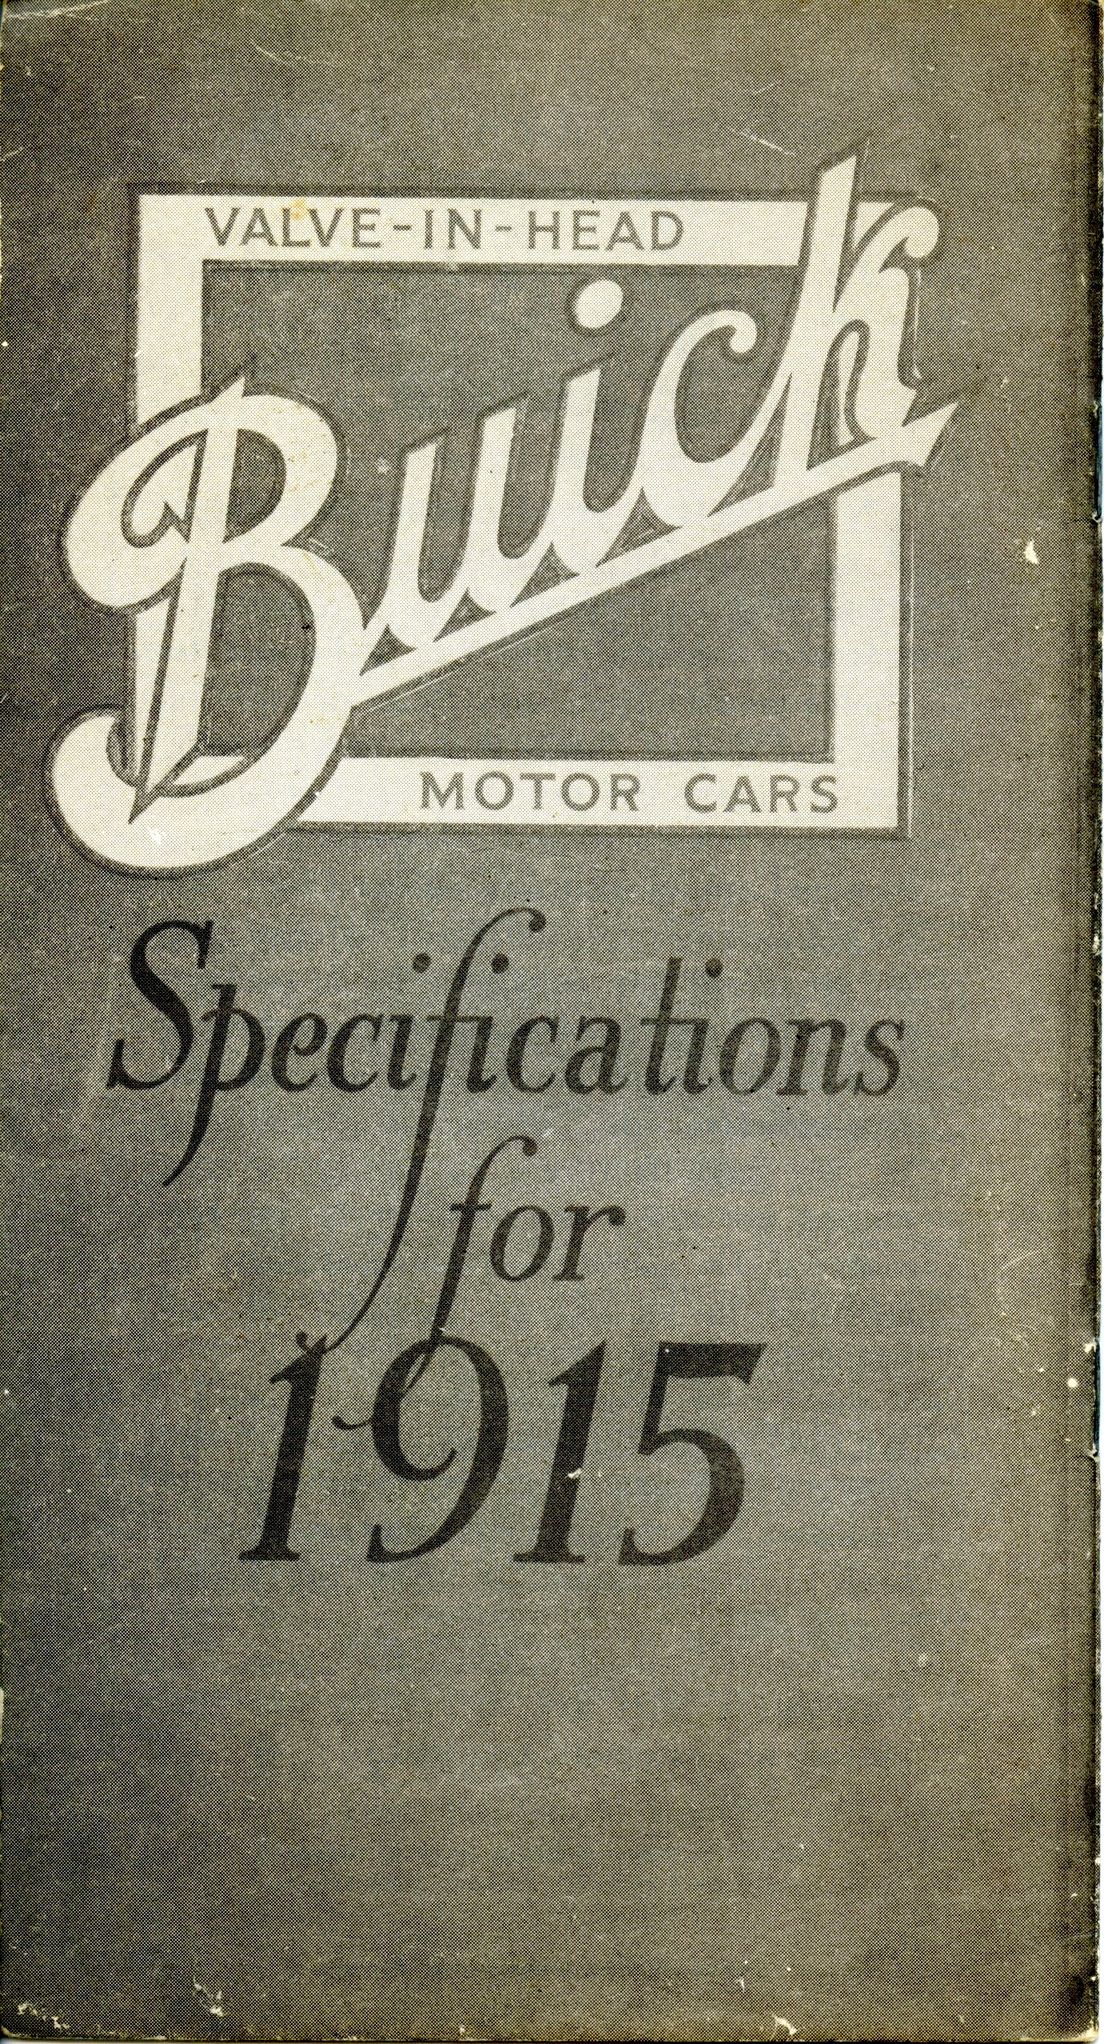 VALVE-IN-HEAD
Buick
MOTOR CARS
Specifications
for
1915